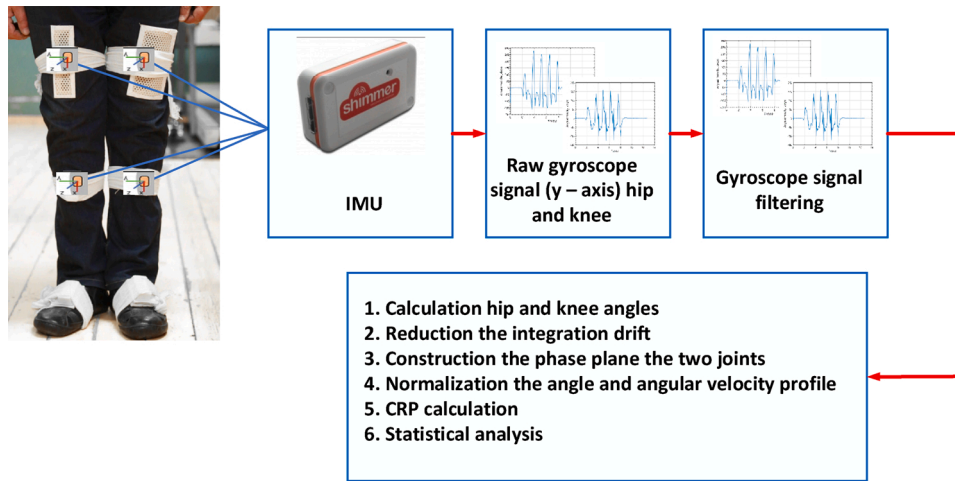 shimmer
IMU
Raw gyroscope
signal (y – axis) hip
and knee
Gyroscope signal
filtering
1. Calculation hip and knee angles
2. Reduction the integration drift
3. Construction the phase plane the two joints
4. Normalization the angle and angular velocity profile
5. CRP calculation
6. Statistical analysis